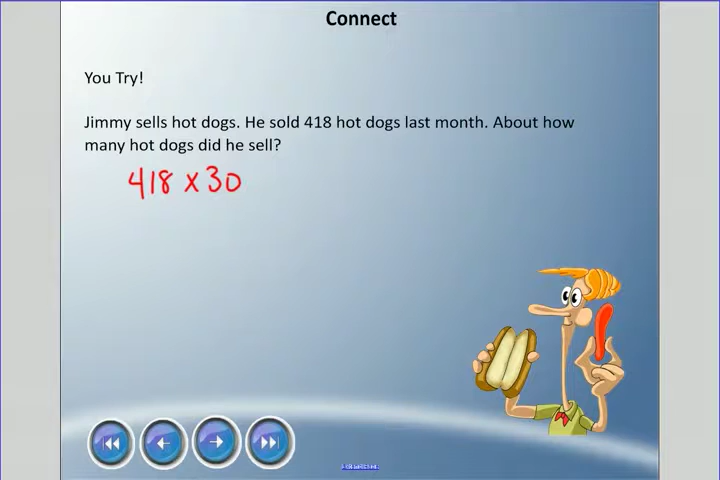 Connect
You Try!
Jimmy sells hot dogs. He sold 418 hot dogs last month. About how
many hot dogs did he sell?
418 x 30